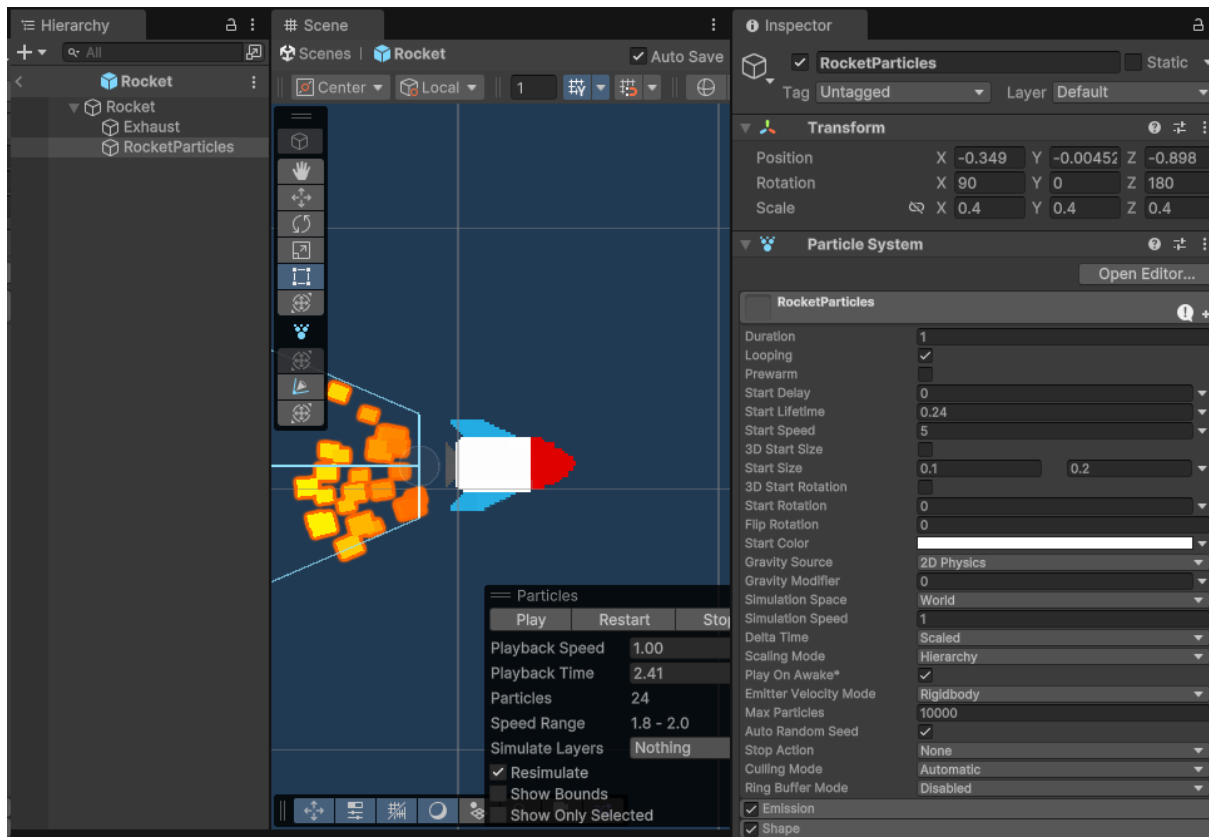 Hierarchy
All
Rocket
Rocket
Exhaust
RocketParticles
Scene
Scenes | Rocket
Auto Save
Center
Local
1
Particles
Play Restart Stop
Playback Speed 1.00
Playback Time 2.41
Particles 24
Speed Range 1.8 - 2.0
Simulate Layers Nothing
Resimulate
Show Bounds
Show Only Selected
Inspector
RocketParticles Static
Tag Untagged Layer Default
Transform
Position X -0.349 Y -0.00452 Z -0.898
Rotation X 90 Y 0 Z 180
Scale X 0.4 Y 0.4 Z 0.4
Particle System
Open Editor...
RocketParticles
Duration 1
Looping
Prewarm
Start Delay 0
Start Lifetime 0.24
Start Speed 5
3D Start Size
Start Size 0.1 0.2
3D Start Rotation
Start Rotation 0
Flip Rotation 0
Start Color
Gravity Source 2D Physics
Gravity Modifier 0
Simulation Space World
Simulation Speed 1
Delta Time Scaled
Scaling Mode Hierarchy
Play On Awake*
Emitter Velocity Mode Rigidbody
Max Particles 10000
Auto Random Seed
Stop Action None
Culling Mode Automatic
Ring Buffer Mode Disabled
Emission
Shape